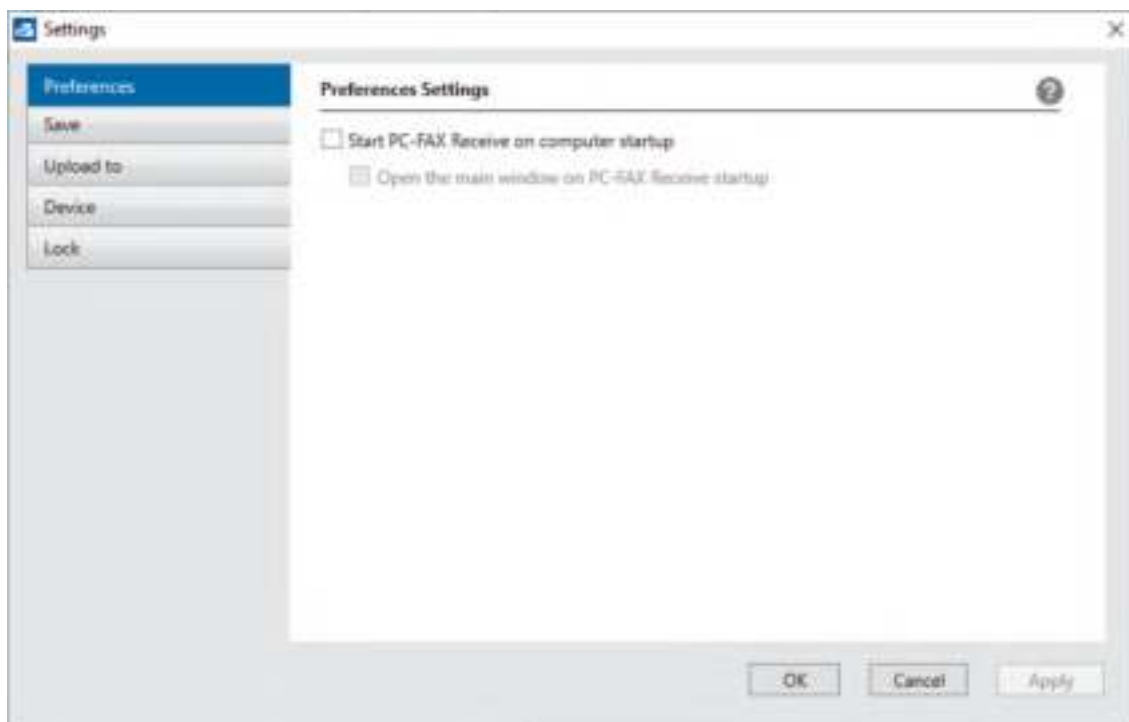 Settings
Preferences
Save
Upload to
Device
Lock
Preferences Settings
?
Start PC-FAX Receive on computer startup
Open the main window on PC-FAX Receive startup
OK
Cancel
Apply